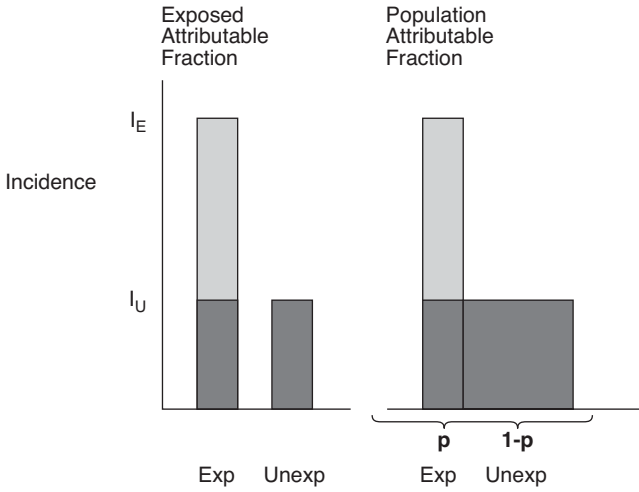 Exposed
Attributable
Fraction
Population
Attributable
Fraction
I_E
Incidence
I_U
p 1-p
Exp Unexp Exp Unexp